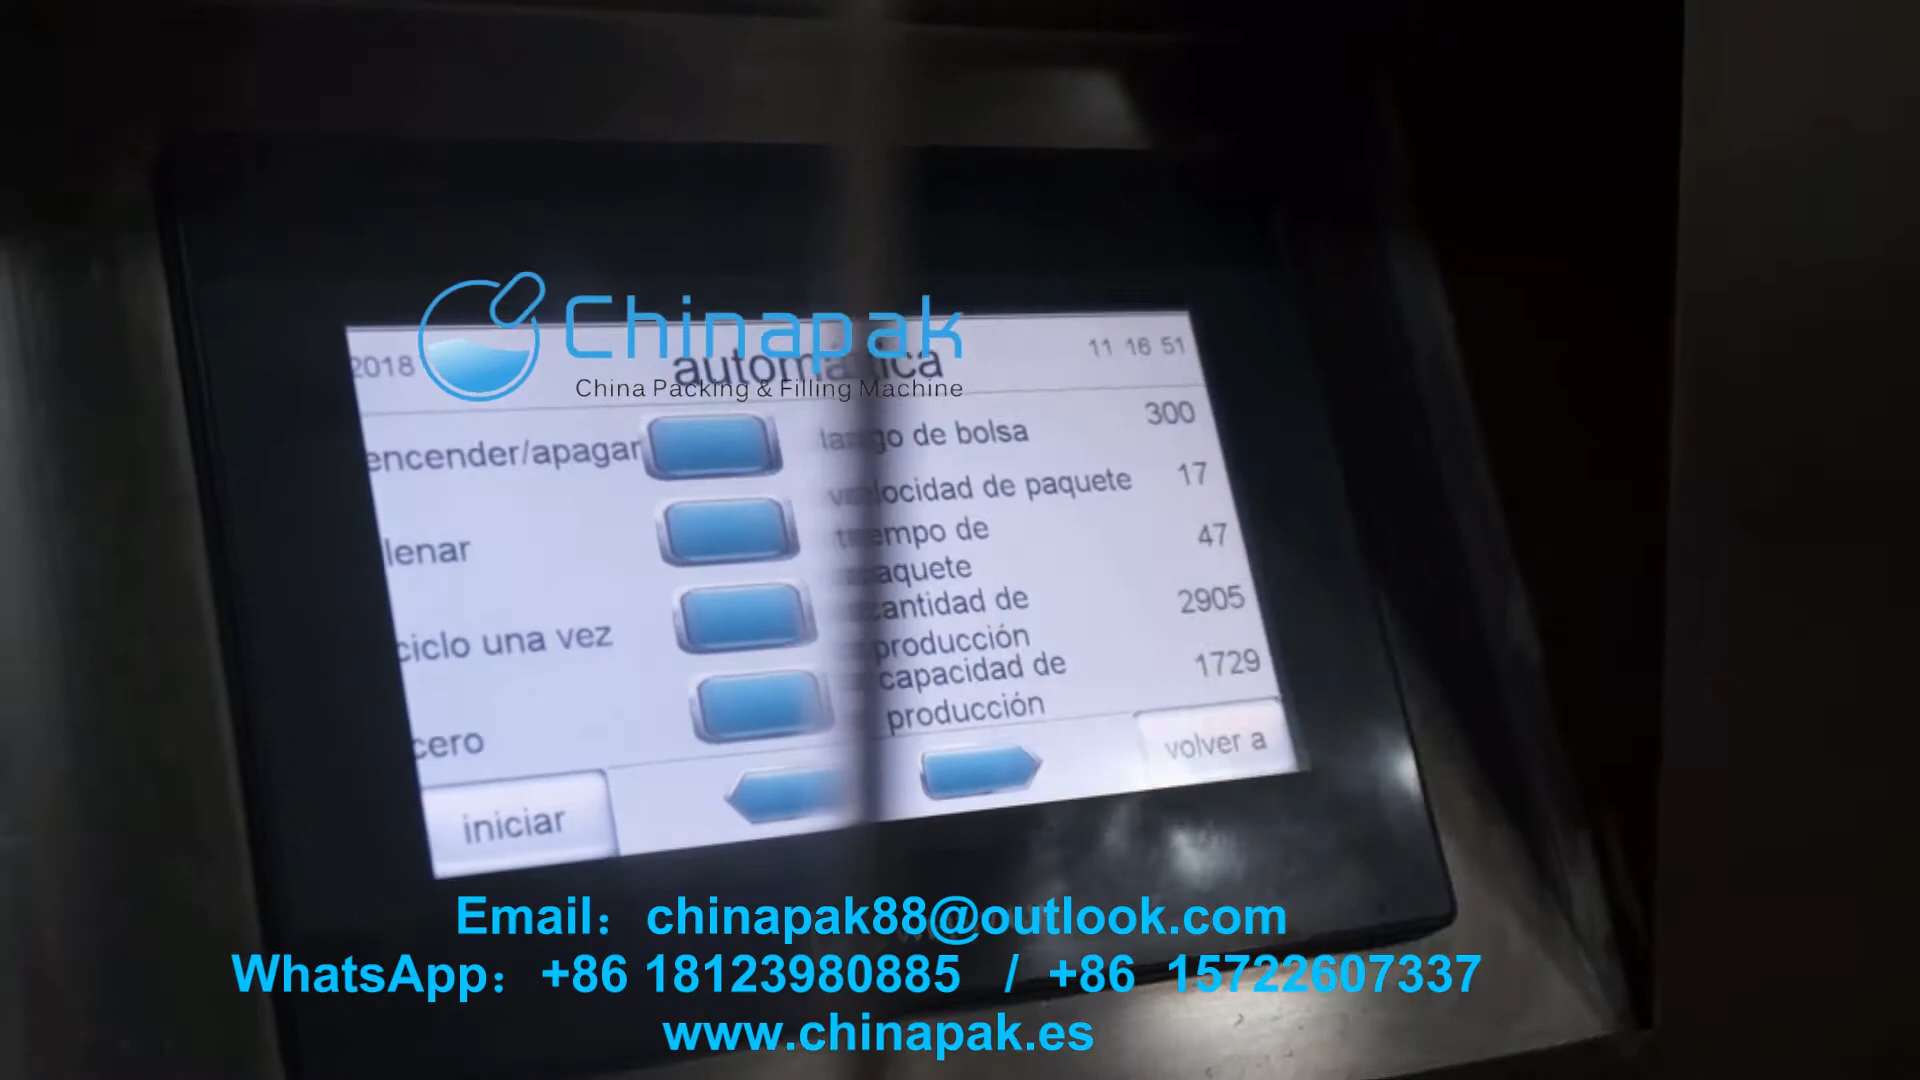 Chinapak
China Packing & Filling Machine
2018
automática
11 16 51
encender/apagar
largo de bolsa
300
velocidad de paquete
17
llenar
tiempo de
paquete
47
ciclo una vez
cantidad de
producción
2905
cero
capacidad de
producción
1729
iniciar
volver a
Email：chinapak88@outlook.com
WhatsApp：+86 18123980885 / +86 15722607337
www.chinapak.es